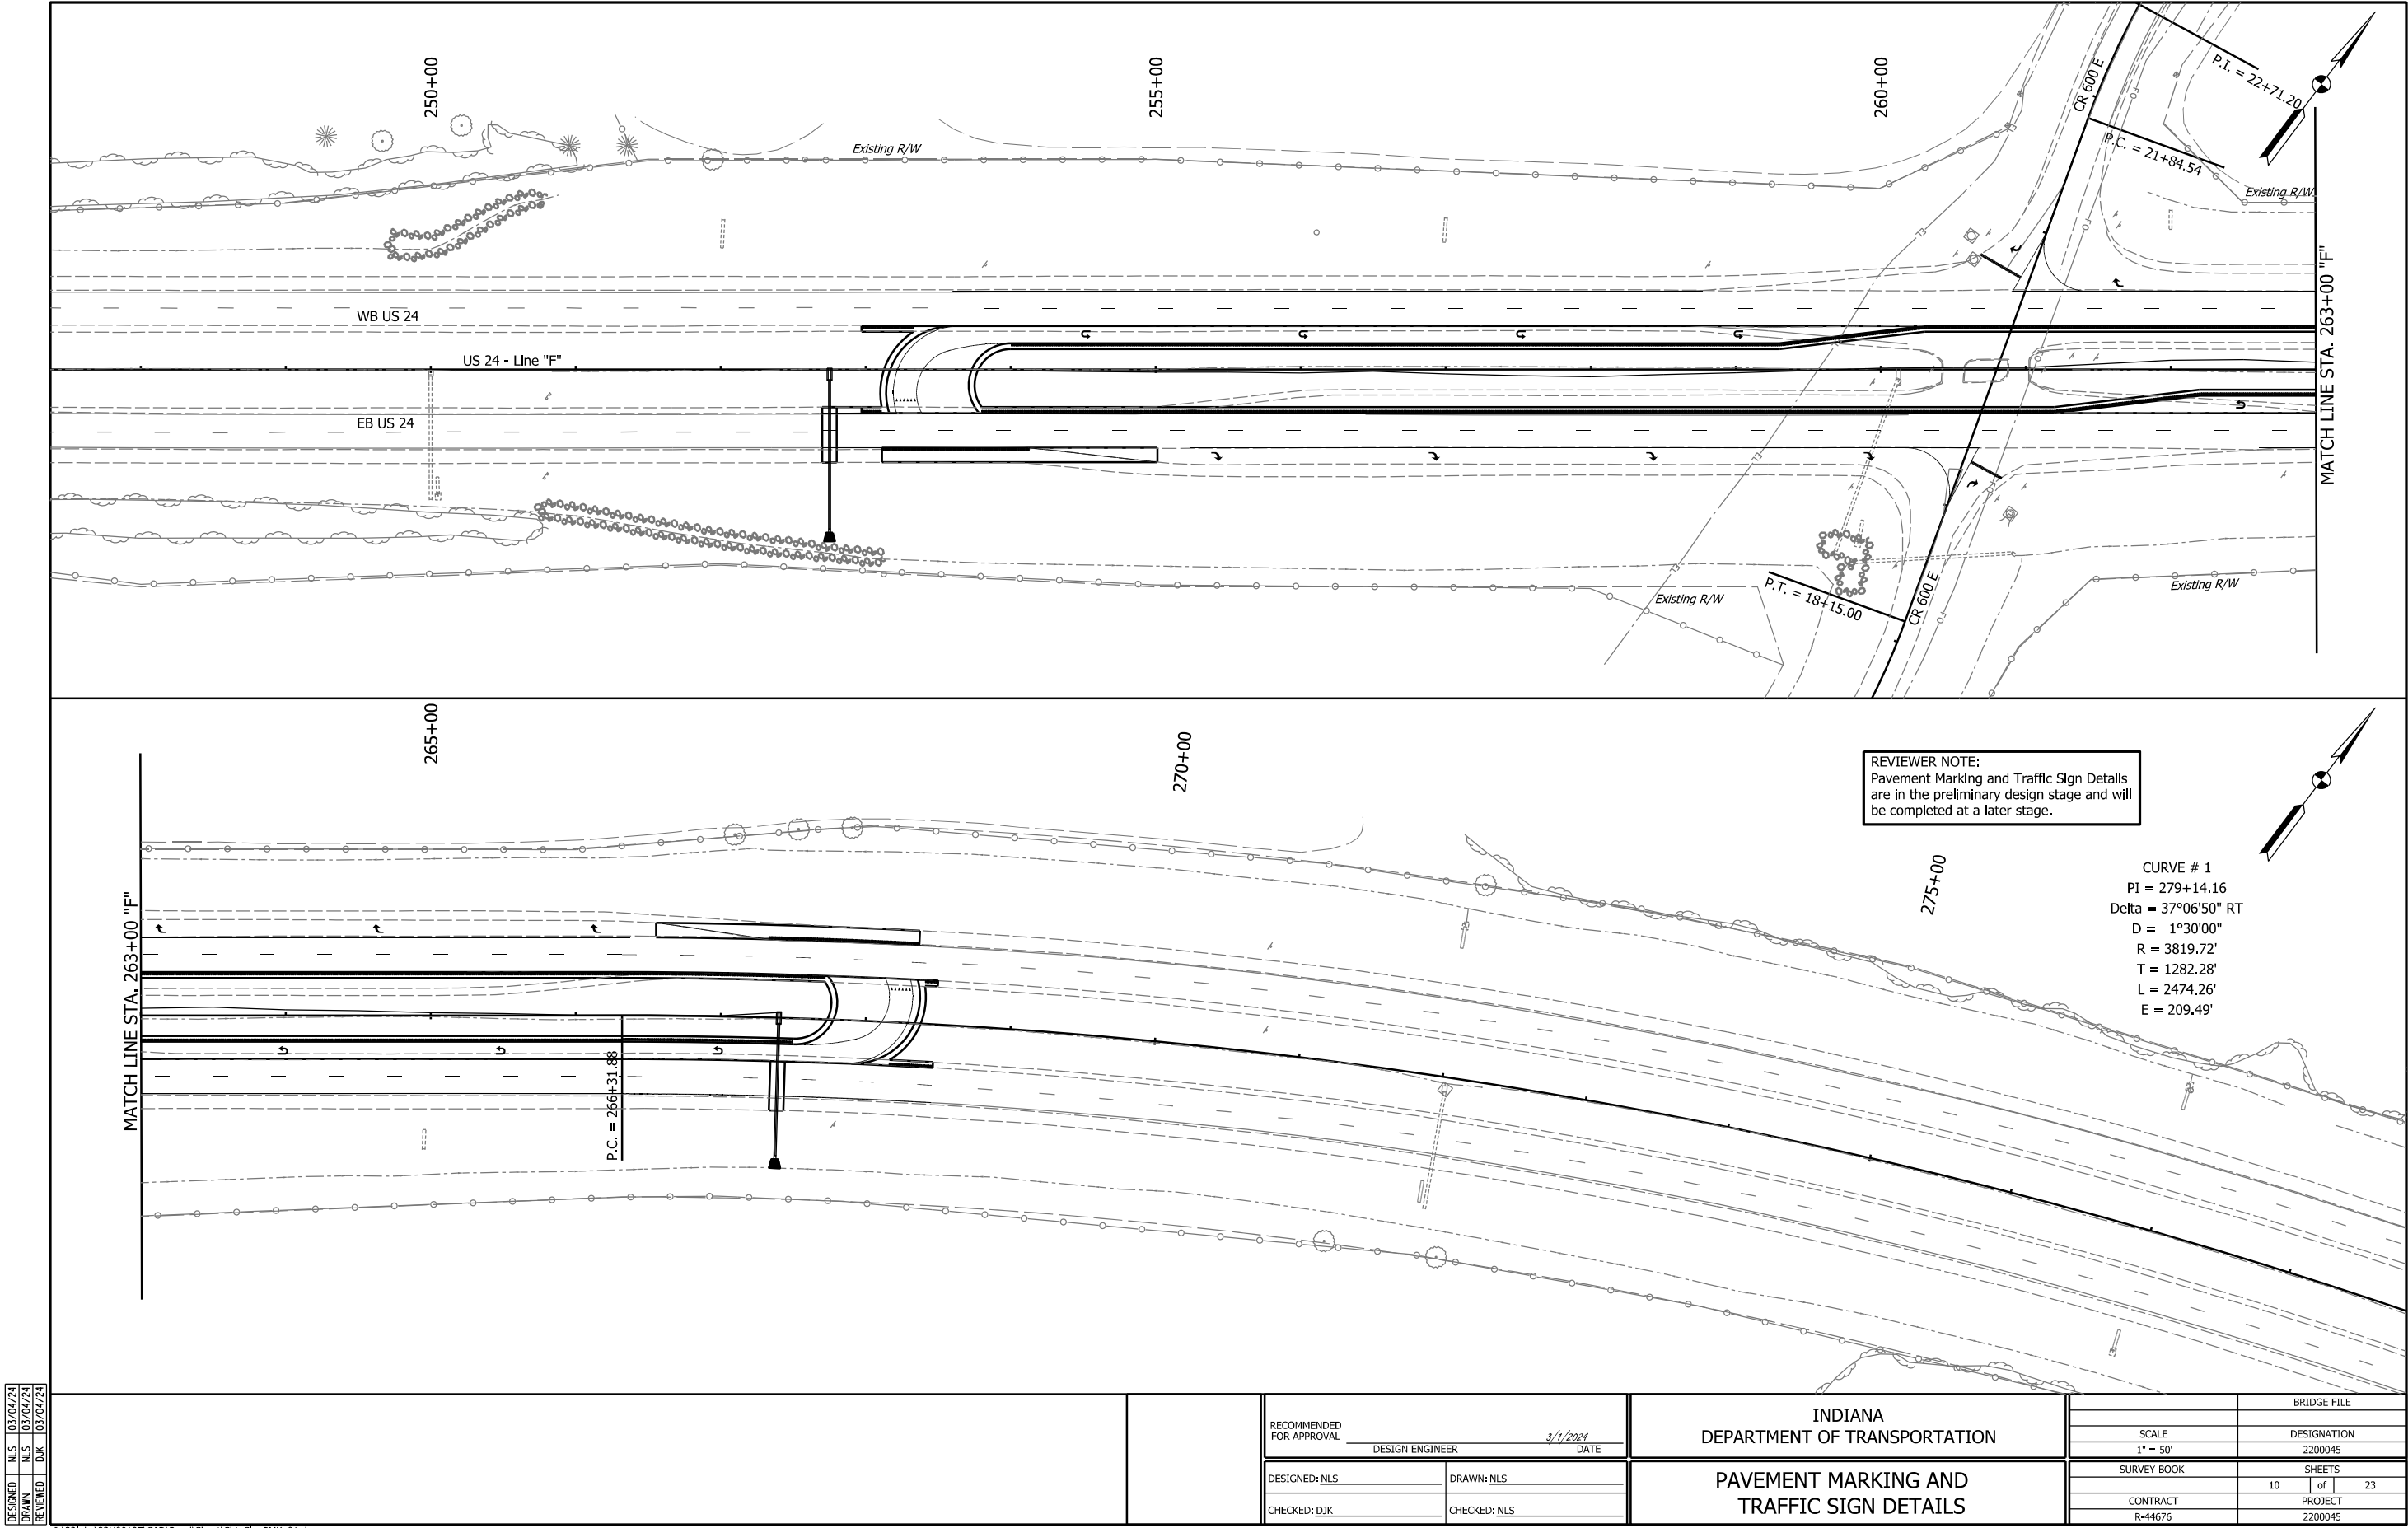 250+00
255+00
260+00
CR 600 E
P.I. = 22+71.20
P.C. = 21+84.54
Existing R/W
Existing R/W
WB US 24
US 24 - Line "F"
EB US 24
MATCH LINE STA. 263+00 "F"
Existing R/W
P.T. = 18+15.00
CR 600 E
Existing R/W
265+00
270+00
275+00
REVIEWER NOTE:
Pavement Marking and Traffic Sign Details
are in the preliminary design stage and will
be completed at a later stage.
CURVE # 1
PI = 279+14.16
Delta = 37°06'50" RT
D = 1°30'00"
R = 3819.72'
T = 1282.28'
L = 2474.26'
E = 209.49'
MATCH LINE STA. 263+00 "F"
P.C. = 266+31.88
DESIGNED NLS 03/04/24
DRAWN NLS 03/04/24
REVIEWED DJK 03/04/24
RECOMMENDED
FOR APPROVAL
3/1/2024
DESIGN ENGINEER DATE
DESIGNED: NLS DRAWN: NLS
CHECKED: DJK CHECKED: NLS
INDIANA
DEPARTMENT OF TRANSPORTATION
PAVEMENT MARKING AND
TRAFFIC SIGN DETAILS
BRIDGE FILE
SCALE DESIGNATION
1" = 50' 2200045
SURVEY BOOK SHEETS
10 of 23
CONTRACT PROJECT
R-44676 2200045